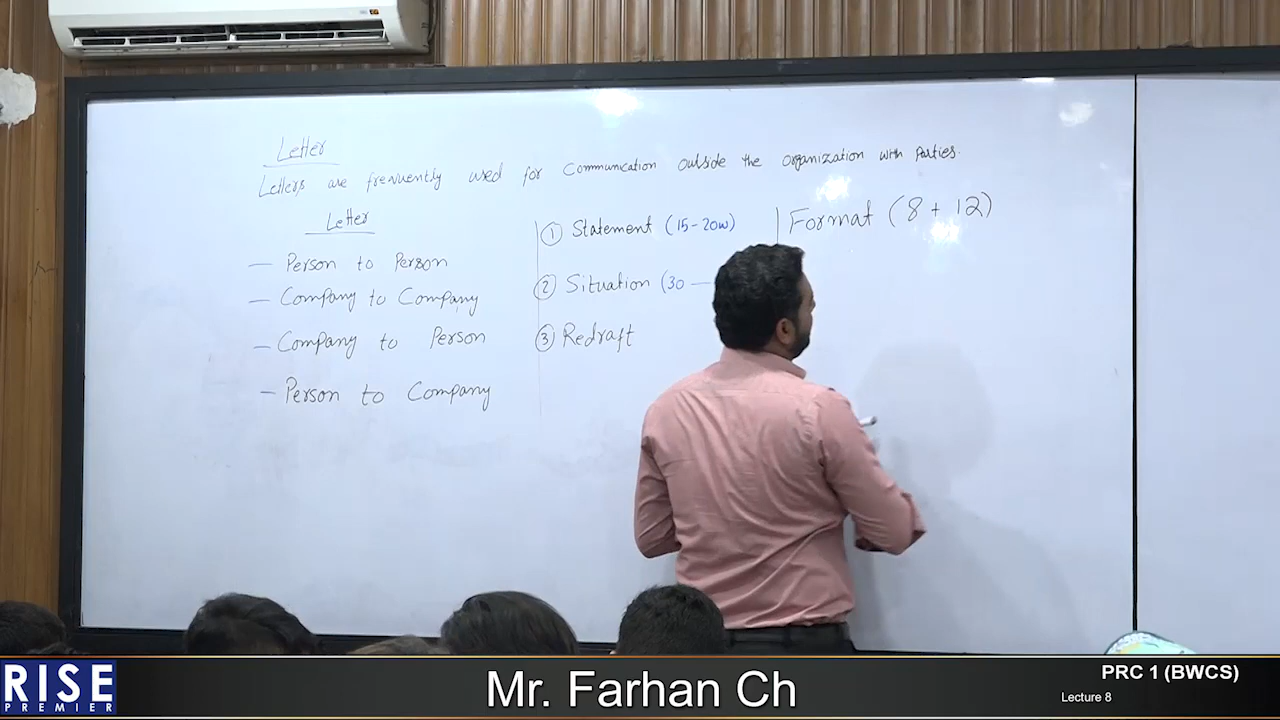 Letter
Letters are frequently used for Communication outside the organization with Parties.
Letter
— Person to Person
— Company to Company
— Company to Person
— Person to Company
① Statement (15-20w)
② Situation (30 —
③ Redraft
Format (8 + 12)
RISE
PREMIER
Mr. Farhan Ch
PRC 1 (BWCS)
Lecture 8